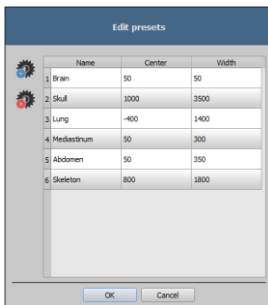 Edit presets
Name Center Width
1 Brain 50 50
2 Skull 1000 3500
3 Lung -400 1400
4 Mediastinum 50 300
5 Abdomen 50 350
6 Skeleton 800 1800
OK Cancel